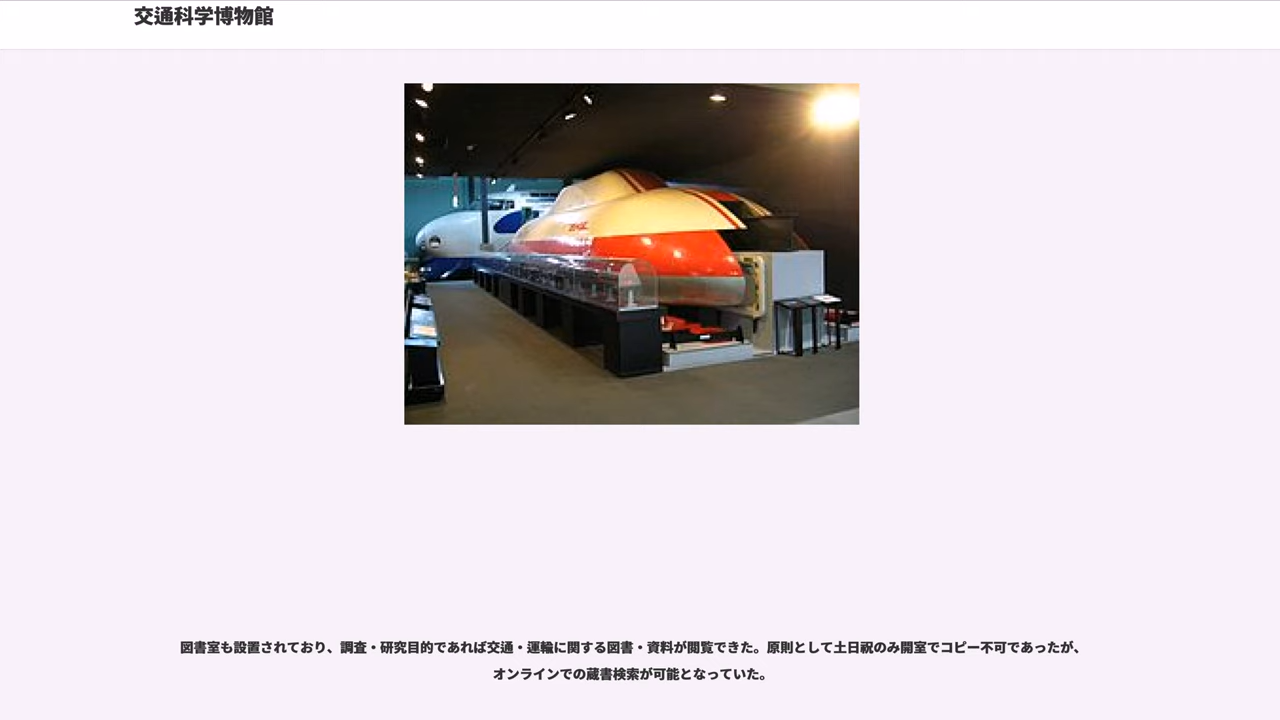 交通科学博物館
図書室も設置されており、調査・研究目的であれば交通・運輪に関する図書・資料が閲覧できた。原則として土日祝のみ開室でコピー不可であったが、
オンラインでの蔵書検索が可能となっていた。